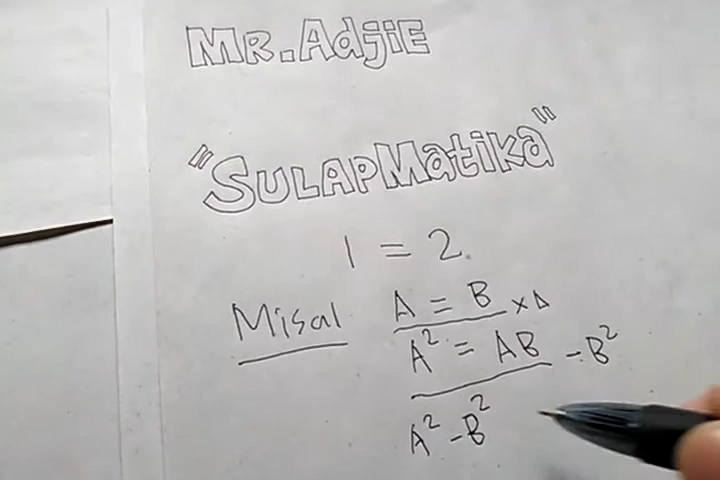 Mr. AdjiE
"SulapMatika"
1 = 2
Misal A = B × A
A² = AB - B²
A² - B²